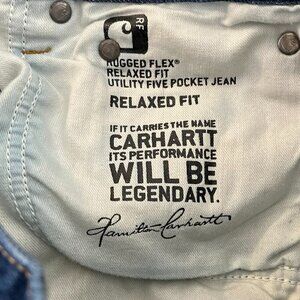 RF
RUGGED FLEX®
RELAXED FIT
UTILITY FIVE POCKET JEAN
RELAXED FIT
IF IT CARRIES THE NAME
CARHARTT
ITS PERFORMANCE
WILL BE
LEGENDARY.
Hamilton Carhartt